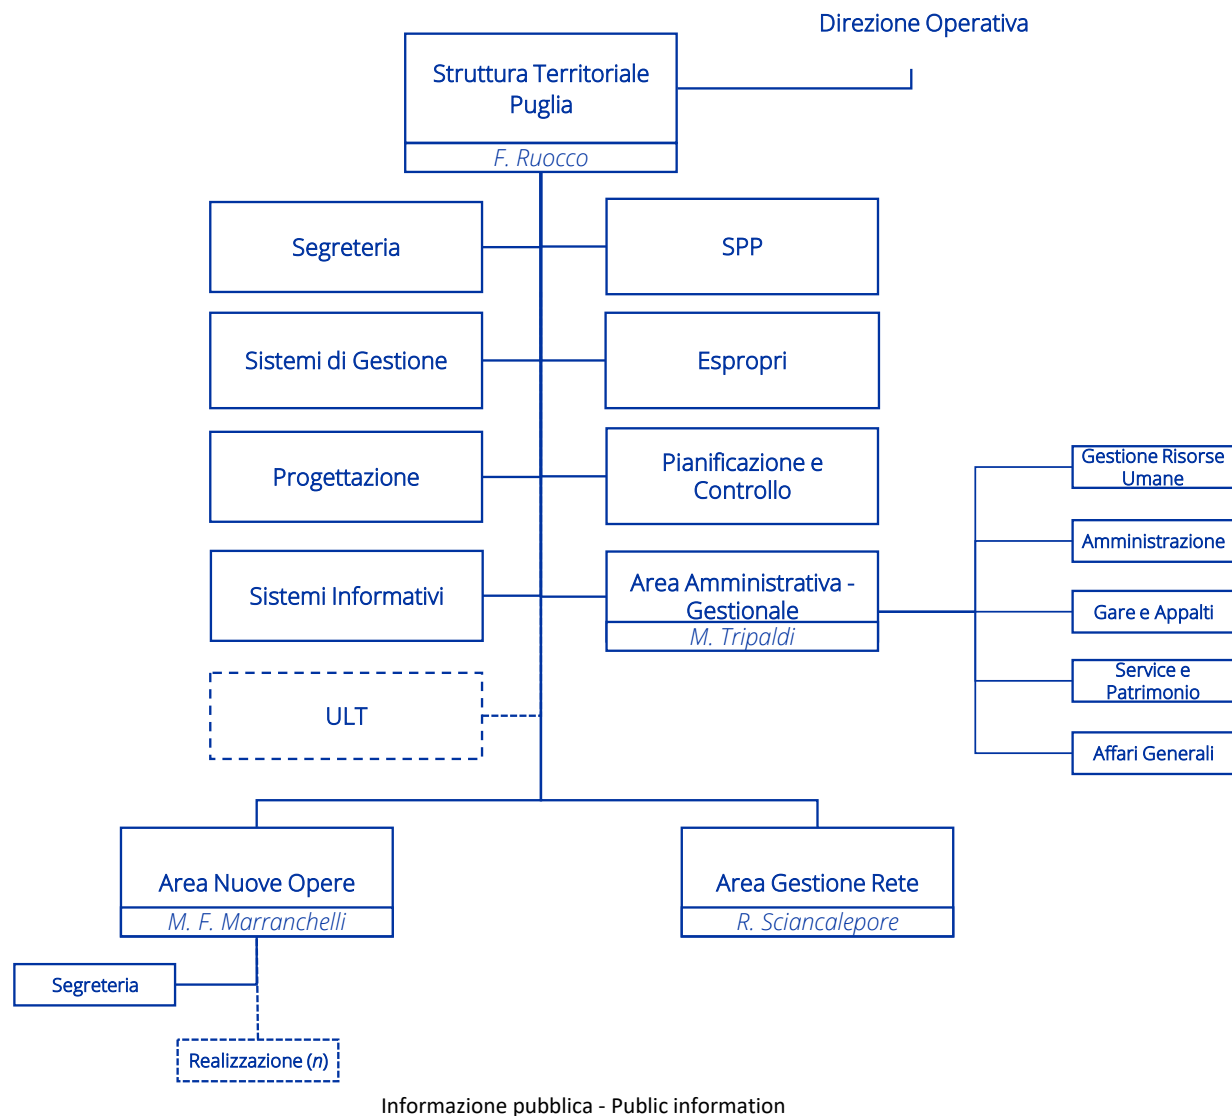 Direzione Operativa
Struttura Territoriale
Puglia
F. Ruocco
Segreteria
SPP
Sistemi di Gestione
Espropri
Progettazione
Pianificazione e
Controllo
Sistemi Informativi
Area Amministrativa -
Gestionale
M. Tripaldi
Gestione Risorse
Umane
Amministrazione
Gare e Appalti
Service e
Patrimonio
Affari Generali
ULT
Area Nuove Opere
M. F. Marranchelli
Area Gestione Rete
R. Sciancalepore
Segreteria
Realizzazione (n)
Informazione pubblica - Public information